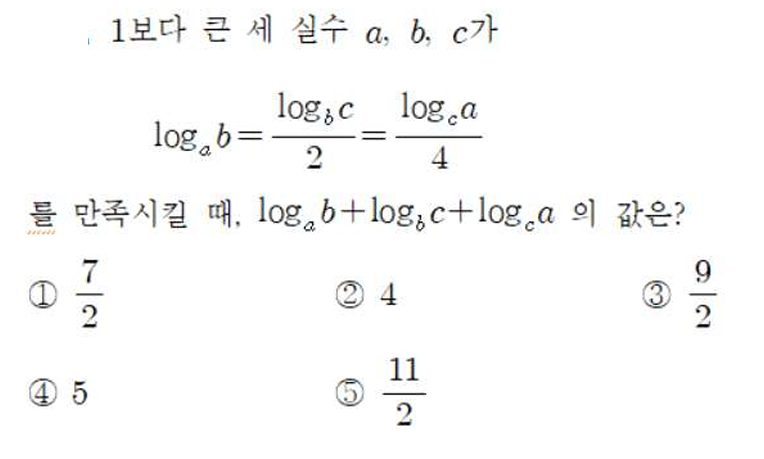 1보다 큰 세 실수 a, b, c가
log_a b = \frac{log_b c}{2} = \frac{log_c a}{4}
를 만족시킬 때, log_a b + log_b c + log_c a 의 값은?
① \frac{7}{2} ② 4 ③ \frac{9}{2}
④ 5 ⑤ \frac{11}{2}